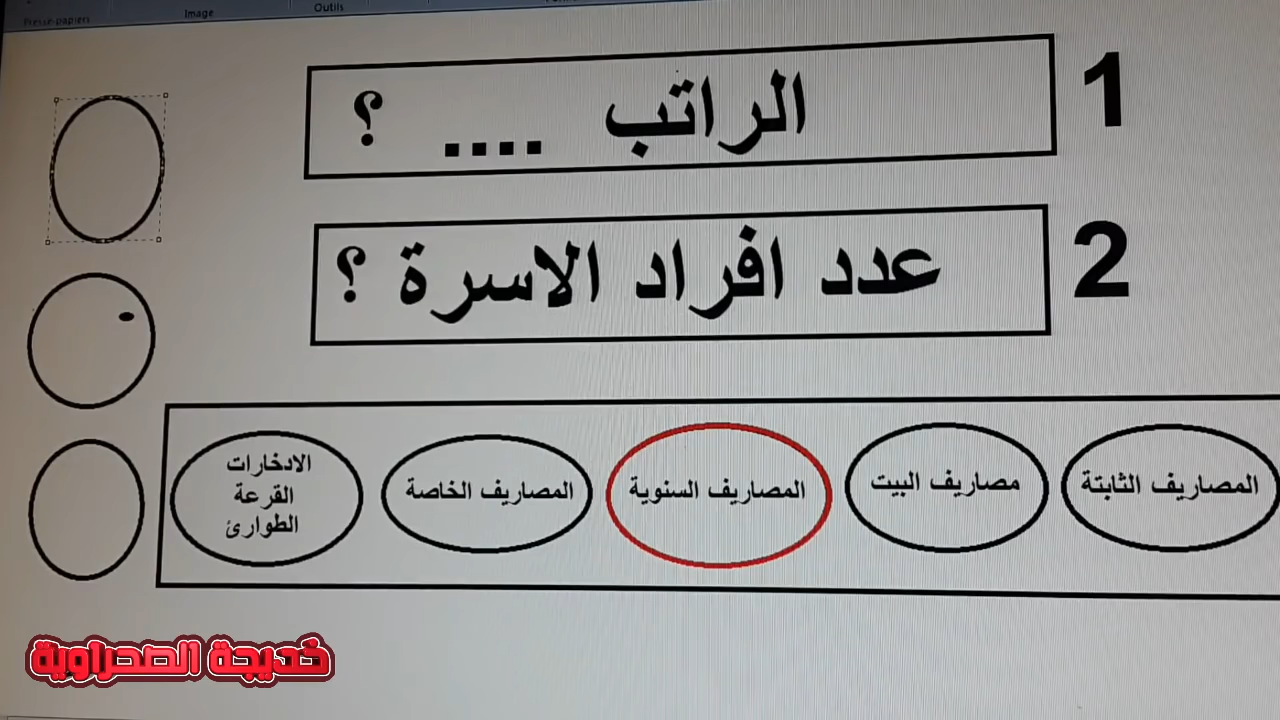 Presse-papiers
Image
Outils
1
الراتب .... ؟
2
عدد افراد الاسرة ؟
المصاريف الثابتة
مصاريف البيت
المصاريف السنوية
المصاريف الخاصة
الادخارات
القرعة
الطوارئ
خديجة الصحراوية